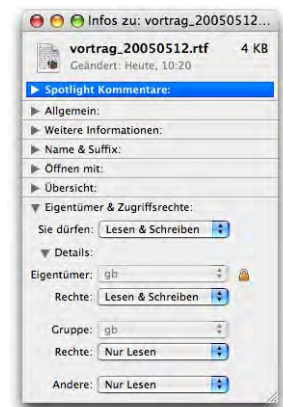 Infos zu: vortrag_20050512...
vortrag_20050512.rtf 4 KB
Geändert: Heute, 10:20
Spotlight Kommentare:
Allgemein:
Weitere Informationen:
Name & Suffix:
Öffnen mit:
Übersicht:
Eigentümer & Zugriffsrechte:
Sie dürfen: Lesen & Schreiben
Details:
Eigentümer: gb
Rechte: Lesen & Schreiben
Gruppe: gb
Rechte: Nur Lesen
Andere: Nur Lesen